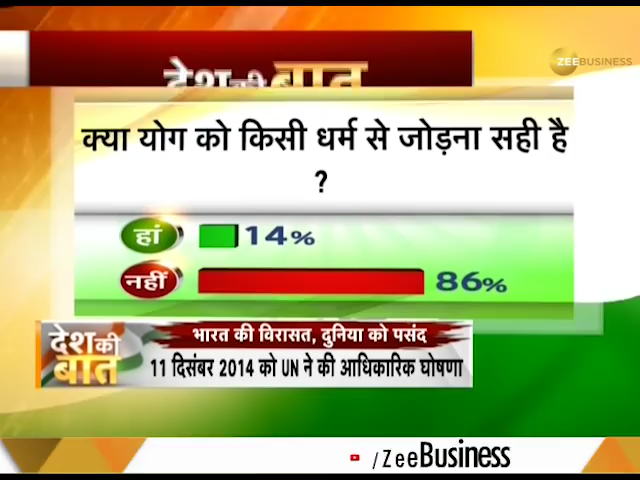 ZEEBUSINESS
देश की बात
क्या योग को किसी धर्म से जोड़ना सही है
?
हां 14%
नहीं 86%
देश की
बात
भारत की विरासत, दुनिया को पसंद
11 दिसंबर 2014 को UN ने की आधिकारिक घोषणा
/ZeeBusiness